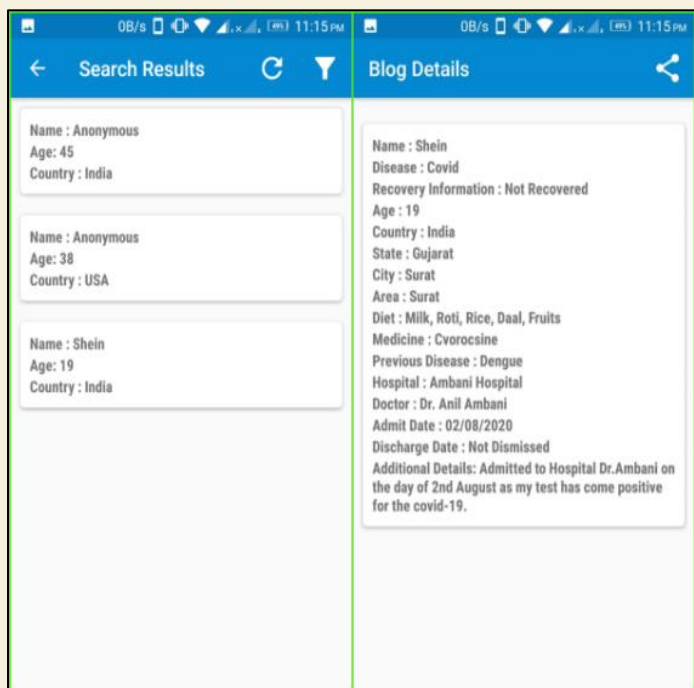 0B/s 49% 11:15 PM
Search Results
Name : Anonymous
Age: 45
Country : India
Name : Anonymous
Age: 38
Country : USA
Name : Shein
Age: 19
Country : India
0B/s 49% 11:15 PM
Blog Details
Name : Shein
Disease : Covid
Recovery Information : Not Recovered
Age : 19
Country : India
State : Gujarat
City : Surat
Area : Surat
Diet : Milk, Roti, Rice, Daal, Fruits
Medicine : Cvorocsine
Previous Disease : Dengue
Hospital : Ambani Hospital
Doctor : Dr. Anil Ambani
Admit Date : 02/08/2020
Discharge Date : Not Dismissed
Additional Details: Admitted to Hospital Dr.Ambani on
the day of 2nd August as my test has come positive
for the covid-19.